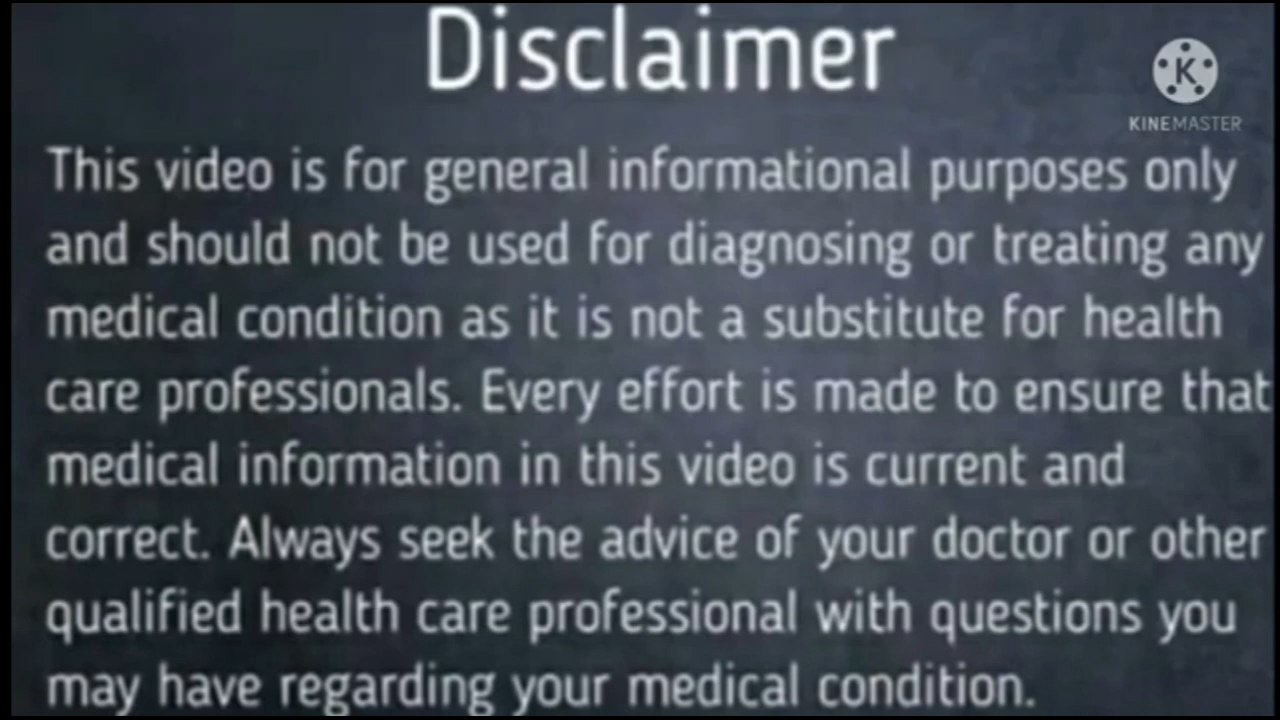 Disclaimer
K
KINEMASTER
This video is for general informational purposes only
and should not be used for diagnosing or treating any
medical condition as it is not a substitute for health
care professionals. Every effort is made to ensure that
medical information in this video is current and
correct. Always seek the advice of your doctor or other
qualified health care professional with questions you
may have regarding your medical condition.